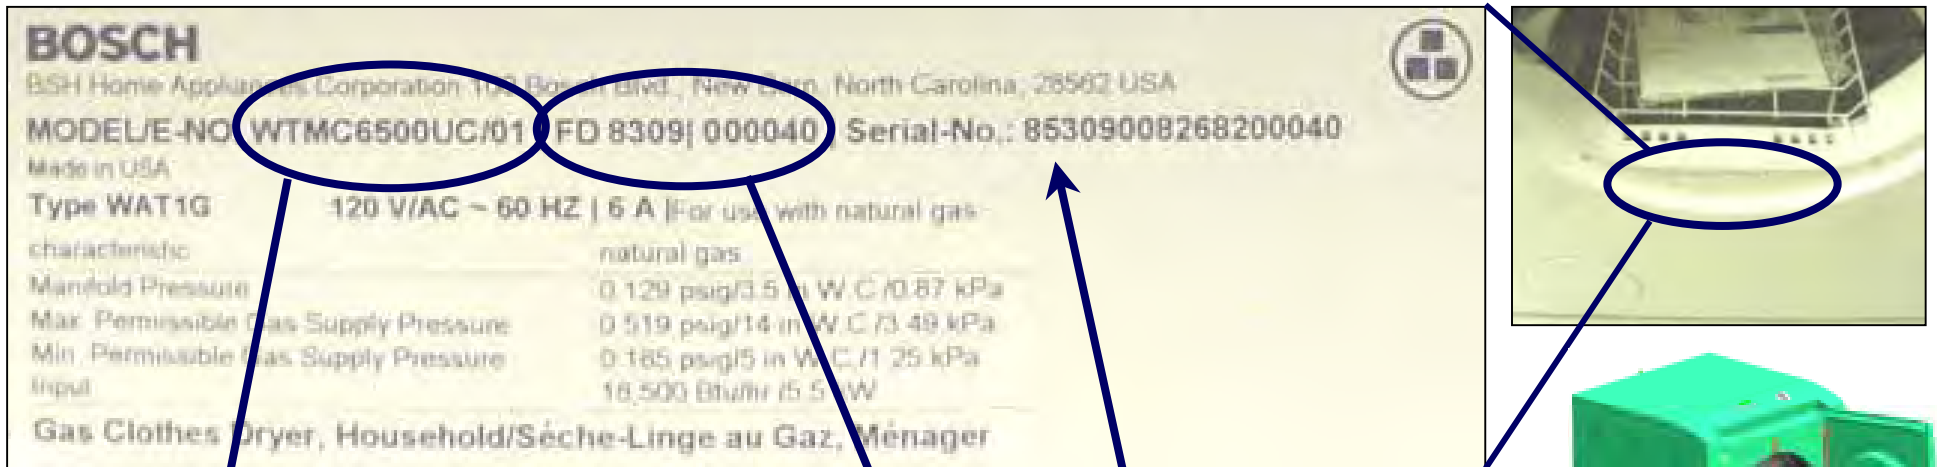 BOSCH
BSH Home Appliances Corporation 100 Bosch Blvd., New Bern, North Carolina, 28562 USA
MODEL/E-NO WTMC6500UC/01 FD 8309| 000040 Serial-No.: 85309008268200040
Made in USA
Type WAT1G 120 V/AC ~ 60 HZ | 6 A |For use with natural gas
characteristic natural gas
Manifold Pressure 0.129 psig/3.5 in W.C./0.87 kPa
Max. Permissible Gas Supply Pressure 0.519 psig/14 in W.C./3.49 kPa
Min. Permissible Gas Supply Pressure 0.185 psig/5 in W.C./1.25 kPa
Input 18,500 Btu/hr /5.5 kW
Gas Clothes Dryer, Household/Séche-Linge au Gaz, Ménager